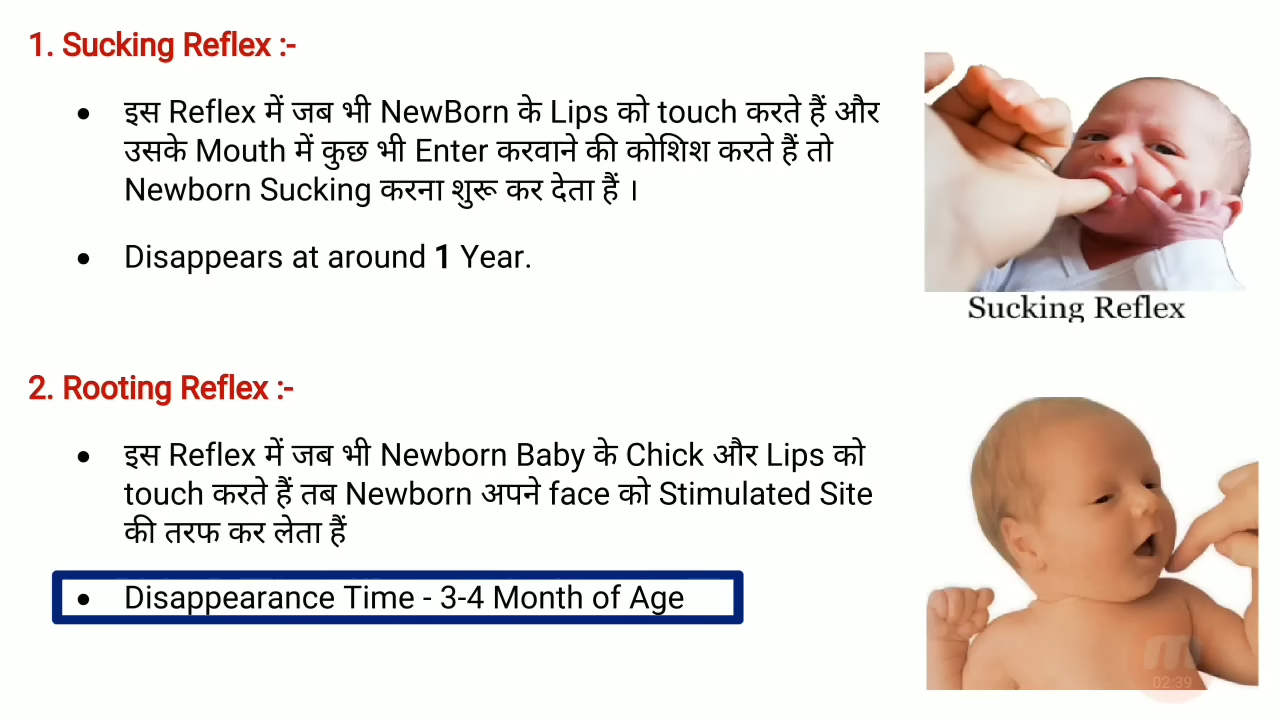 1. Sucking Reflex :-
• इस Reflex में जब भी NewBorn के Lips को touch करते हैं और
उसके Mouth में कुछ भी Enter करवाने की कोशिश करते हैं तो
Newborn Sucking करना शुरू कर देता हैं ।
• Disappears at around 1 Year.
Sucking Reflex
2. Rooting Reflex :-
• इस Reflex में जब भी Newborn Baby के Chick और Lips को
touch करते हैं तब Newborn अपने face को Stimulated Site
की तरफ कर लेता हैं
• Disappearance Time - 3-4 Month of Age
02:39